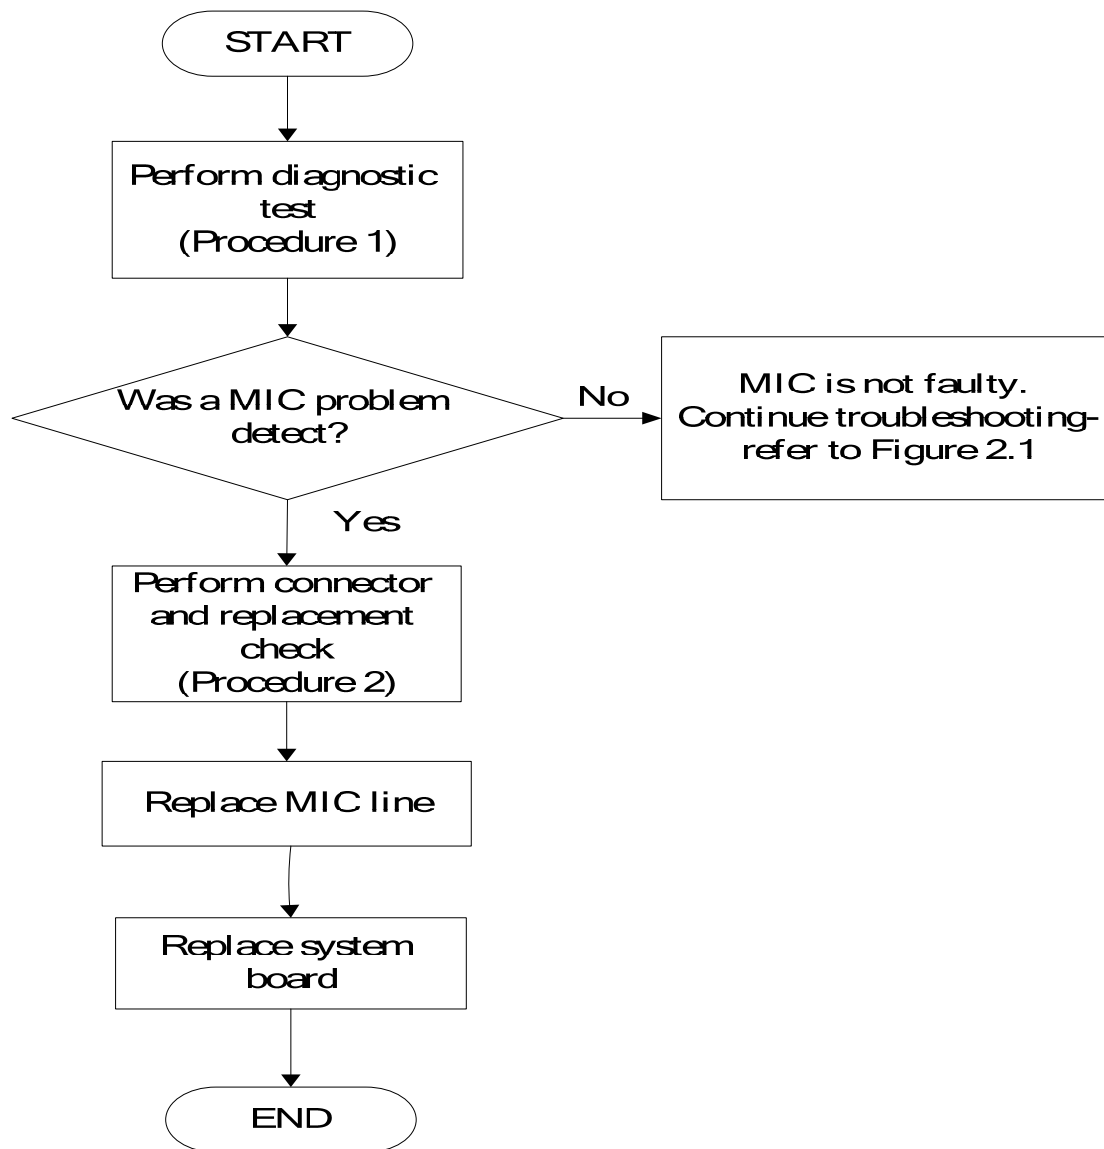 START
Perform diagnostic
test
(Procedure 1)
Was a MIC problem
detect?
No
MIC is not faulty.
Continue troubleshooting-
refer to Figure 2.1
Yes
Perform connector
and replacement
check
(Procedure 2)
Replace MIC line
Replace system
board
END